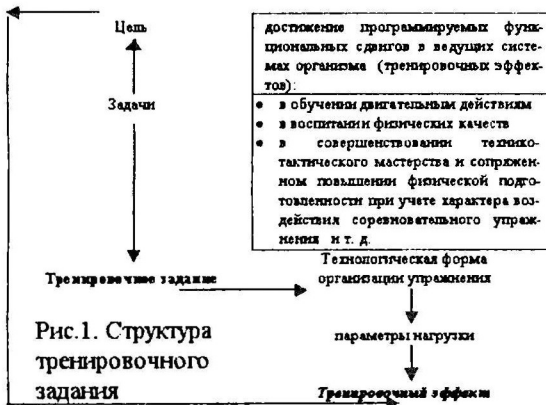 Цель
достижение программируемых функ-
циональных сдвигов в ведущих систе-
мах организма (тренировочных эффек-
тов):
Задачи
• в обучении двигательным действиям
• в воспитании физических качеств
• в совершенствовании технико-
тактического мастерства и сопряжен-
ном повышении физической подго-
товленности при учете характера воз-
действия соревновательного упраж-
нения и т. д.
Тренировочное задание
Технологическая форма
организации упражнения
параметры нагрузки
Тренировочный эффект
Рис.1. Структура
тренировочного
задания